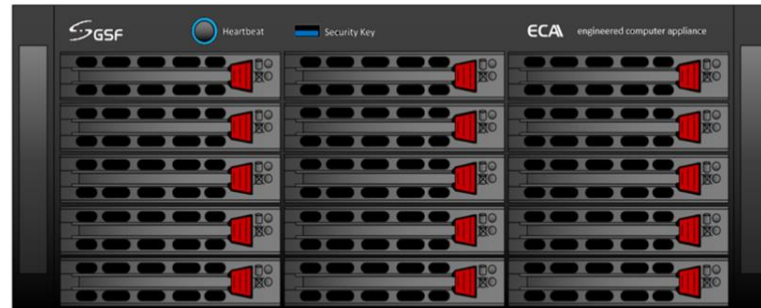 GSF
Heartbeat
Security Key
ECA engineered computer appliance